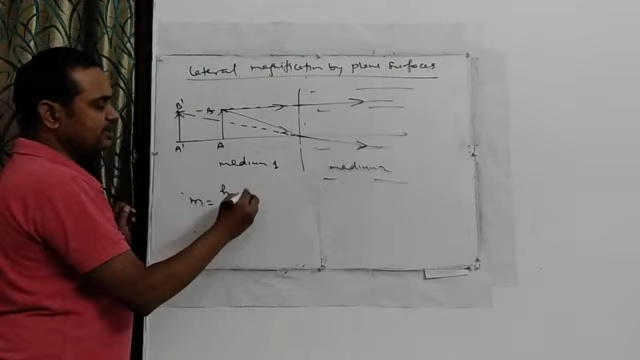 Lateral magnification by plane surfaces
B' B
A' A
medium 1 medium 2
m = h